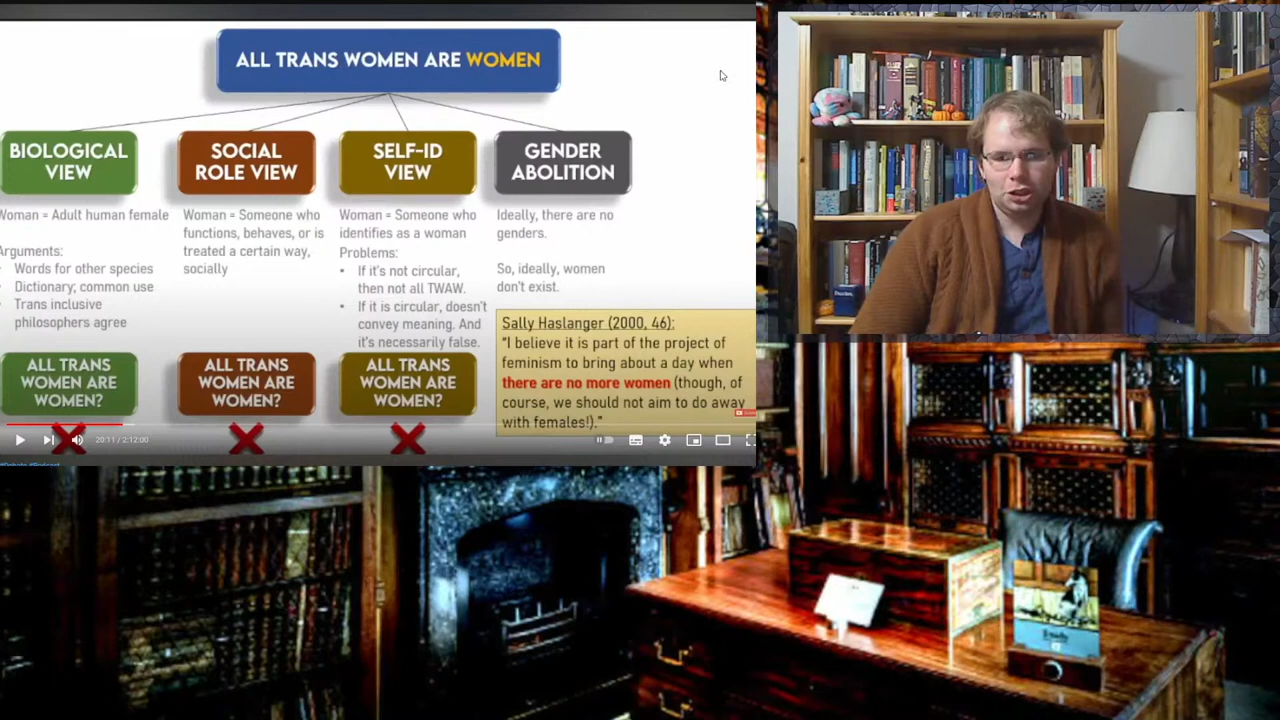 ALL TRANS WOMEN ARE WOMEN
BIOLOGICAL
VIEW
Woman = Adult human female
Arguments:
Words for other species
Dictionary; common use
Trans inclusive
philosophers agree
ALL TRANS
WOMEN ARE
WOMEN?
SOCIAL
ROLE VIEW
Woman = Someone who
functions, behaves, or is
treated a certain way,
socially
ALL TRANS
WOMEN ARE
WOMEN?
SELF-ID
VIEW
Woman = Someone who
identifies as a woman
Problems:
• If it's not circular,
then not all TWAW.
• If it is circular, doesn't
convey meaning. And
it's necessarily false.
ALL TRANS
WOMEN ARE
WOMEN?
GENDER
ABOLITION
Ideally, there are no
genders.
So, ideally, women
don't exist.
Sally Haslanger (2000, 46):
"I believe it is part of the project of
feminism to bring about a day when
there are no more women (though, of
course, we should not aim to do away
with females!)."
20:11 / 2:12:00